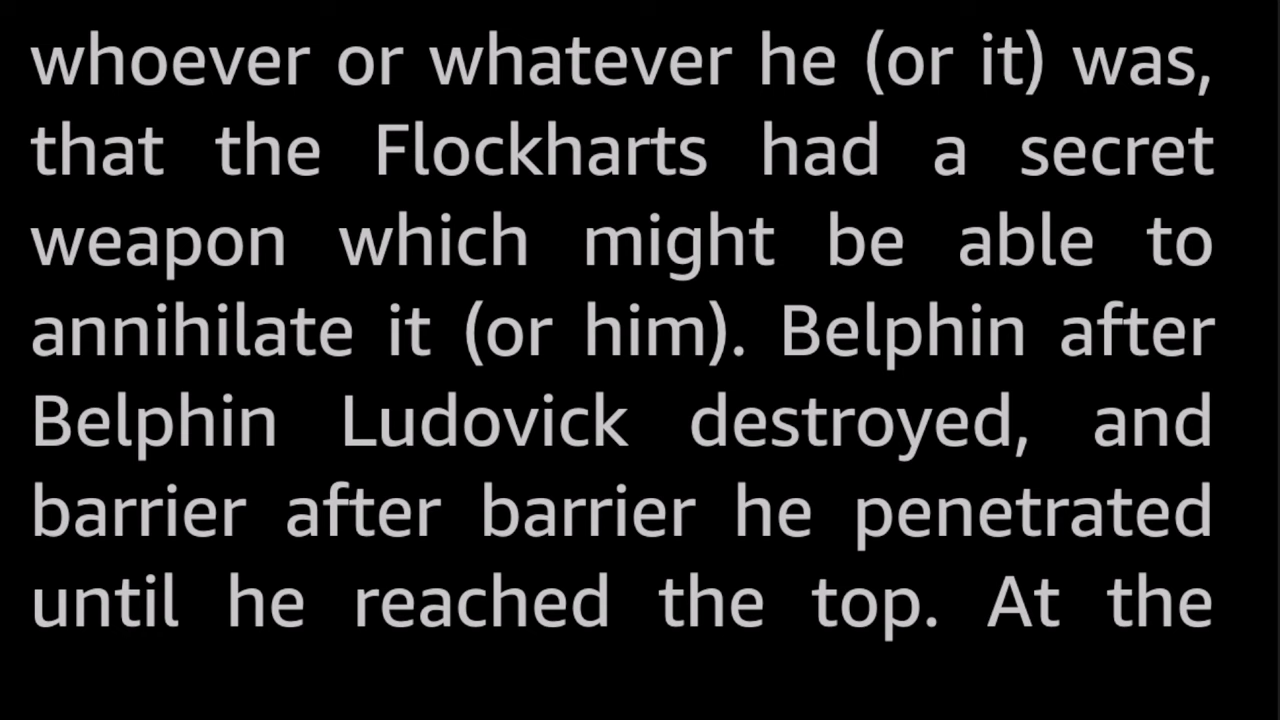 whoever or whatever he (or it) was,
that the Flockharts had a secret
weapon which might be able to
annihilate it (or him). Belphin after
Belphin Ludovick destroyed, and
barrier after barrier he penetrated
until he reached the top. At the